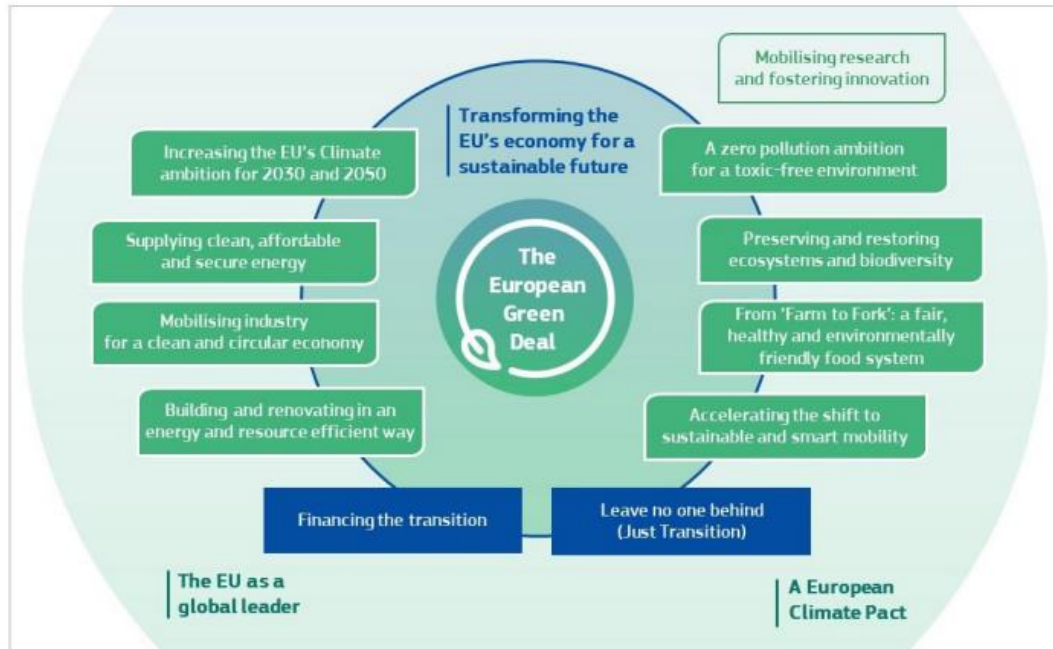 Mobilising research
and fostering innovation
Transforming the
EU's economy for a
sustainable future
Increasing the EU's Climate
ambition for 2030 and 2050
A zero pollution ambition
for a toxic-free environment
Supplying clean, affordable
and secure energy
Preserving and restoring
ecosystems and biodiversity
The
European
Green
Deal
Mobilising industry
for a clean and circular economy
From 'Farm to Fork': a fair,
healthy and environmentally
friendly food system
Building and renovating in an
energy and resource efficient way
Accelerating the shift to
sustainable and smart mobility
Financing the transition
Leave no one behind
(Just Transition)
The EU as a
global leader
A European
Climate Pact